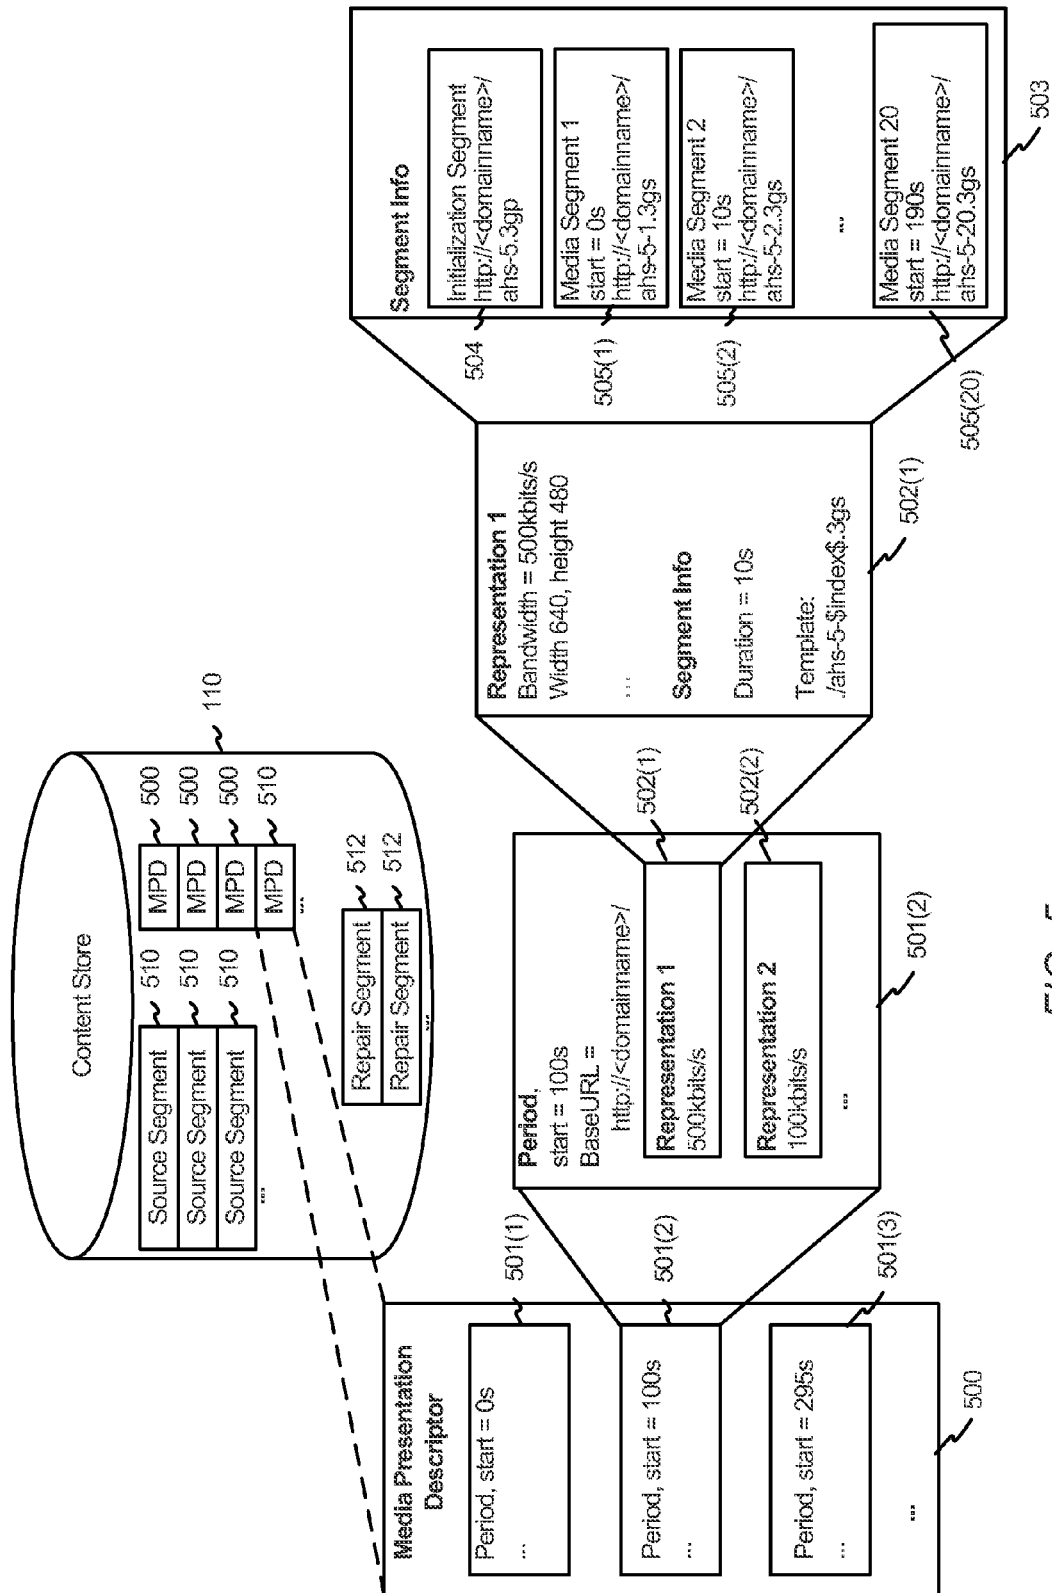 Content Store
110
510
510
510
Source Segment
Source Segment
Source Segment
...
500
500
500
510
MPD
MPD
MPD
MPD
...
512
512
Repair Segment
Repair Segment
...
Media Presentation
Descriptor
Period, start = 0s
...
501(1)
Period, start = 100s
...
501(2)
Period, start = 295s
...
501(3)
...
500
Period,
start = 100s
BaseURL =
http://<domainname>/
Representation 1
500kbits/s
502(1)
Representation 2
100kbits/s
502(2)
...
501(2)
Representation 1
Bandwidth = 500kbits/s
Width 640, height 480
...
Segment Info
Duration = 10s
Template:
./ahs-5-$index$.3gs
502(1)
Segment Info
Initialization Segment
http://<domainname>/
ahs-5.3gp
504
Media Segment 1
start = 0s
http://<domainname>/
ahs-5-1.3gs
505(1)
Media Segment 2
start = 10s
http://<domainname>/
ahs-5-2.3gs
505(2)
...
Media Segment 20
start = 190s
http://<domainname>/
ahs-5-20.3gs
505(20)
503